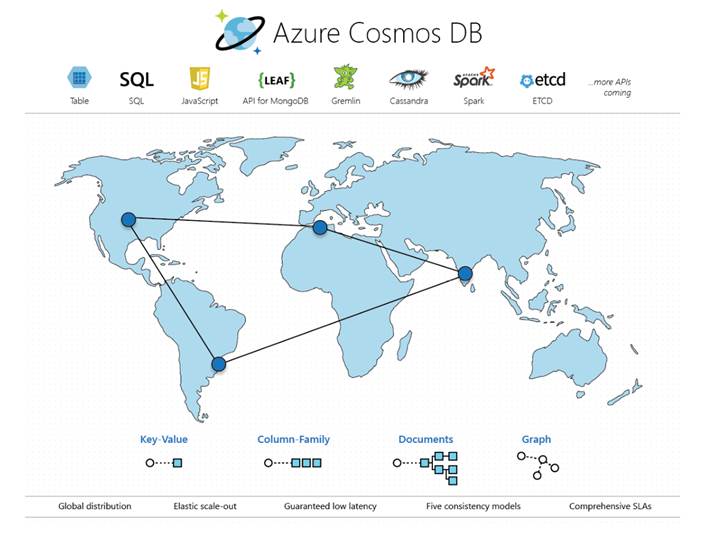 Azure Cosmos DB
SQL
JS
{LEAF}
APACHE
Spark
etcd
...more APIs
coming
Table
SQL
JavaScript
API for MongoDB
Gremlin
Cassandra
Spark
ETCD
Key-Value
Column-Family
Documents
Graph
Global distribution
Elastic scale-out
Guaranteed low latency
Five consistency models
Comprehensive SLAs